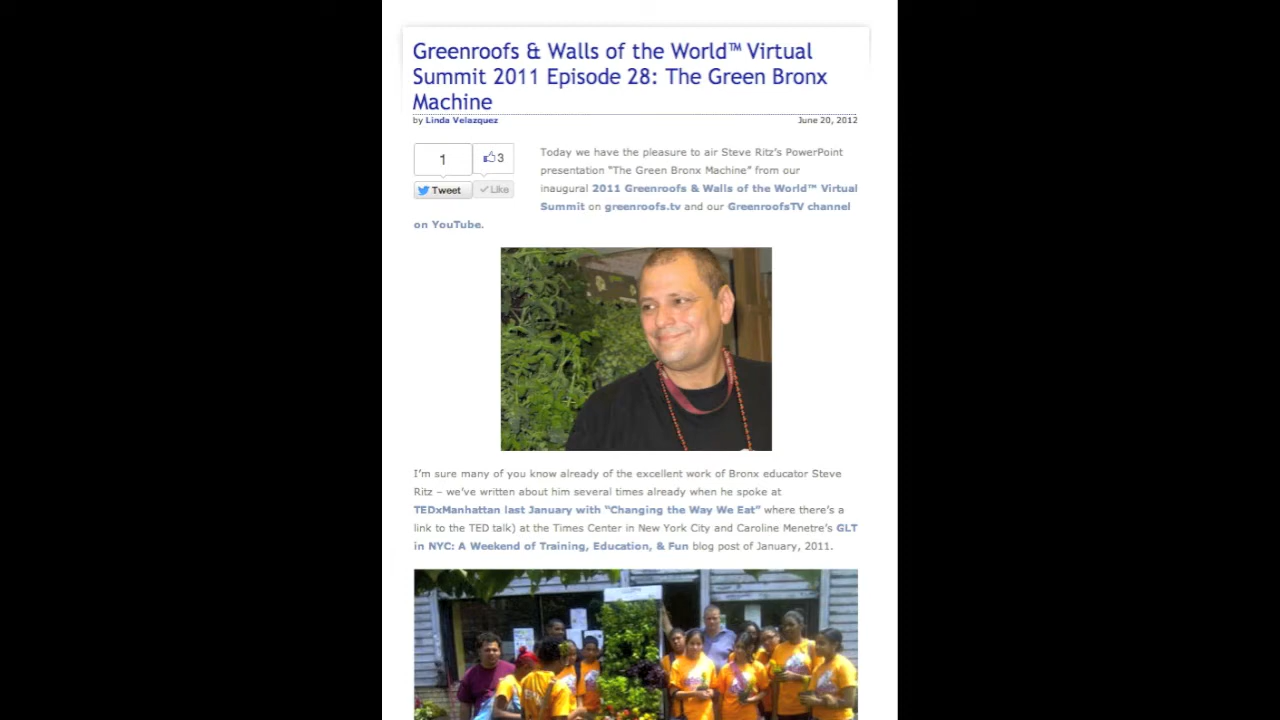 Greenroofs & Walls of the World™ Virtual
Summit 2011 Episode 28: The Green Bronx
Machine
by Linda Velazquez June 20, 2012
1 3
Tweet Like
Today we have the pleasure to air Steve Ritz's PowerPoint
presentation “The Green Bronx Machine” from our
inaugural 2011 Greenroofs & Walls of the World™ Virtual
Summit on greenroofs.tv and our GreenroofsTV channel
on YouTube.
I'm sure many of you know already of the excellent work of Bronx educator Steve
Ritz – we've written about him several times already when he spoke at
TEDxManhattan last January with “Changing the Way We Eat” where there's a
link to the TED talk) at the Times Center in New York City and Caroline Menetre's GLT
in NYC: A Weekend of Training, Education, & Fun blog post of January, 2011.